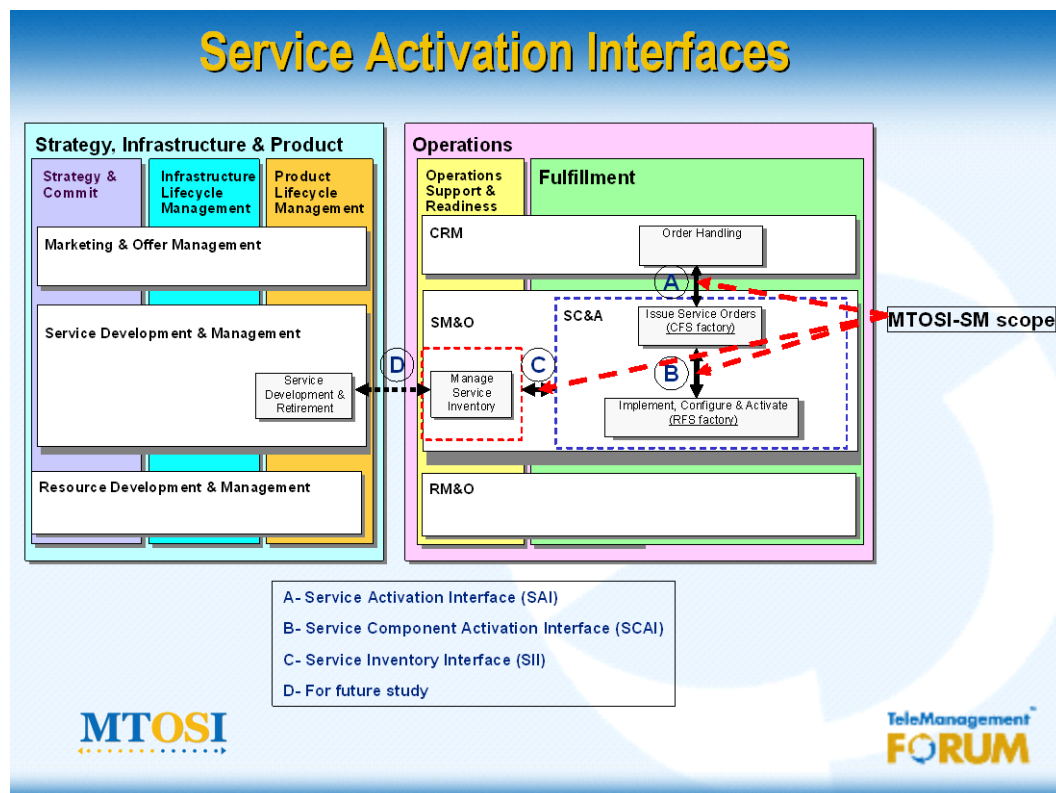 Service Activation Interfaces
Strategy, Infrastructure & Product
Strategy &
Commit
Infrastructure
Lifecycle
Management
Product
Lifecycle
Management
Marketing & Offer Management
Service Development & Management
Service
Development &
Retirement
Resource Development & Management
Operations
Operations
Support &
Readiness
Fulfillment
CRM
Order Handling
A
SM&O
SC&A
Issue Service Orders
(CFS factory)
MTOSI-SM scope
D
C
B
Manage
Service
Inventory
Implement, Configure & Activate
(RFS factory)
RM&O
A- Service Activation Interface (SAI)
B- Service Component Activation Interface (SCAI)
C- Service Inventory Interface (SII)
D- For future study
MTOSI
TeleManagement™
FORUM